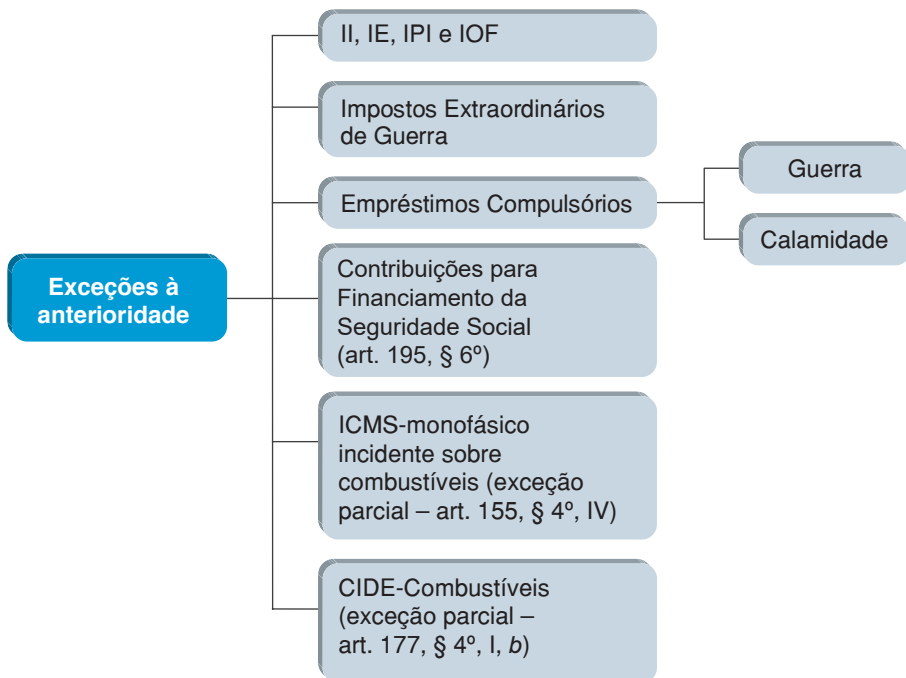 Exceções à
anterioridade
II, IE, IPI e IOF
Impostos Extraordinários
de Guerra
Empréstimos Compulsórios
Guerra
Calamidade
Contribuições para
Financiamento da
Seguridade Social
(art. 195, § 6º)
ICMS-monofásico
incidente sobre
combustíveis (exceção
parcial – art. 155, § 4º, IV)
CIDE-Combustíveis
(exceção parcial –
art. 177, § 4º, I, b)